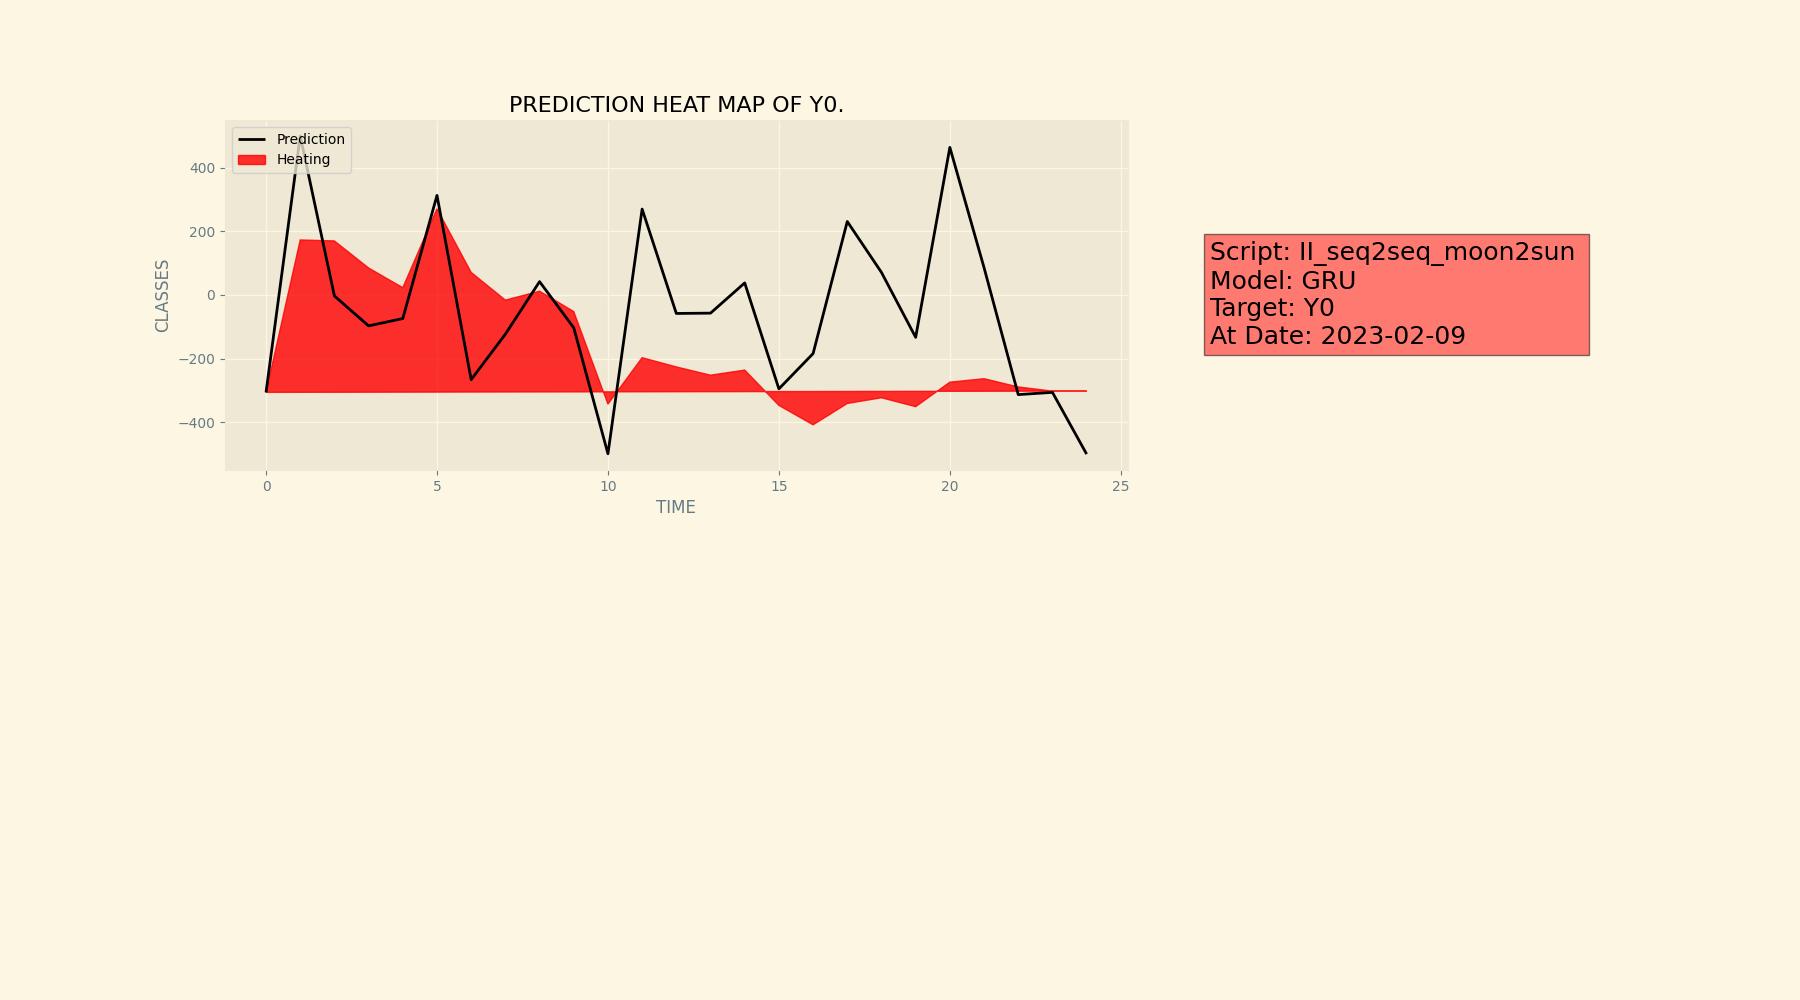 PREDICTION HEAT MAP OF Y0.
Prediction
Heating
400
200
0
−200
−400
CLASSES
0 5 10 15 20 25
TIME
Script: II_seq2seq_moon2sun
Model: GRU
Target: Y0
At Date: 2023-02-09